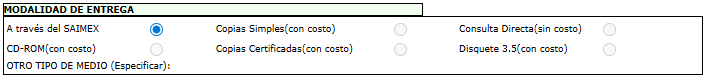 MODALIDAD DE ENTREGA
A través del SAIMEX Copias Simples(con costo) Consulta Directa(sin costo)
CD-ROM(con costo) Copias Certificadas(con costo) Disquete 3.5(con costo)
OTRO TIPO DE MEDIO (Especificar):